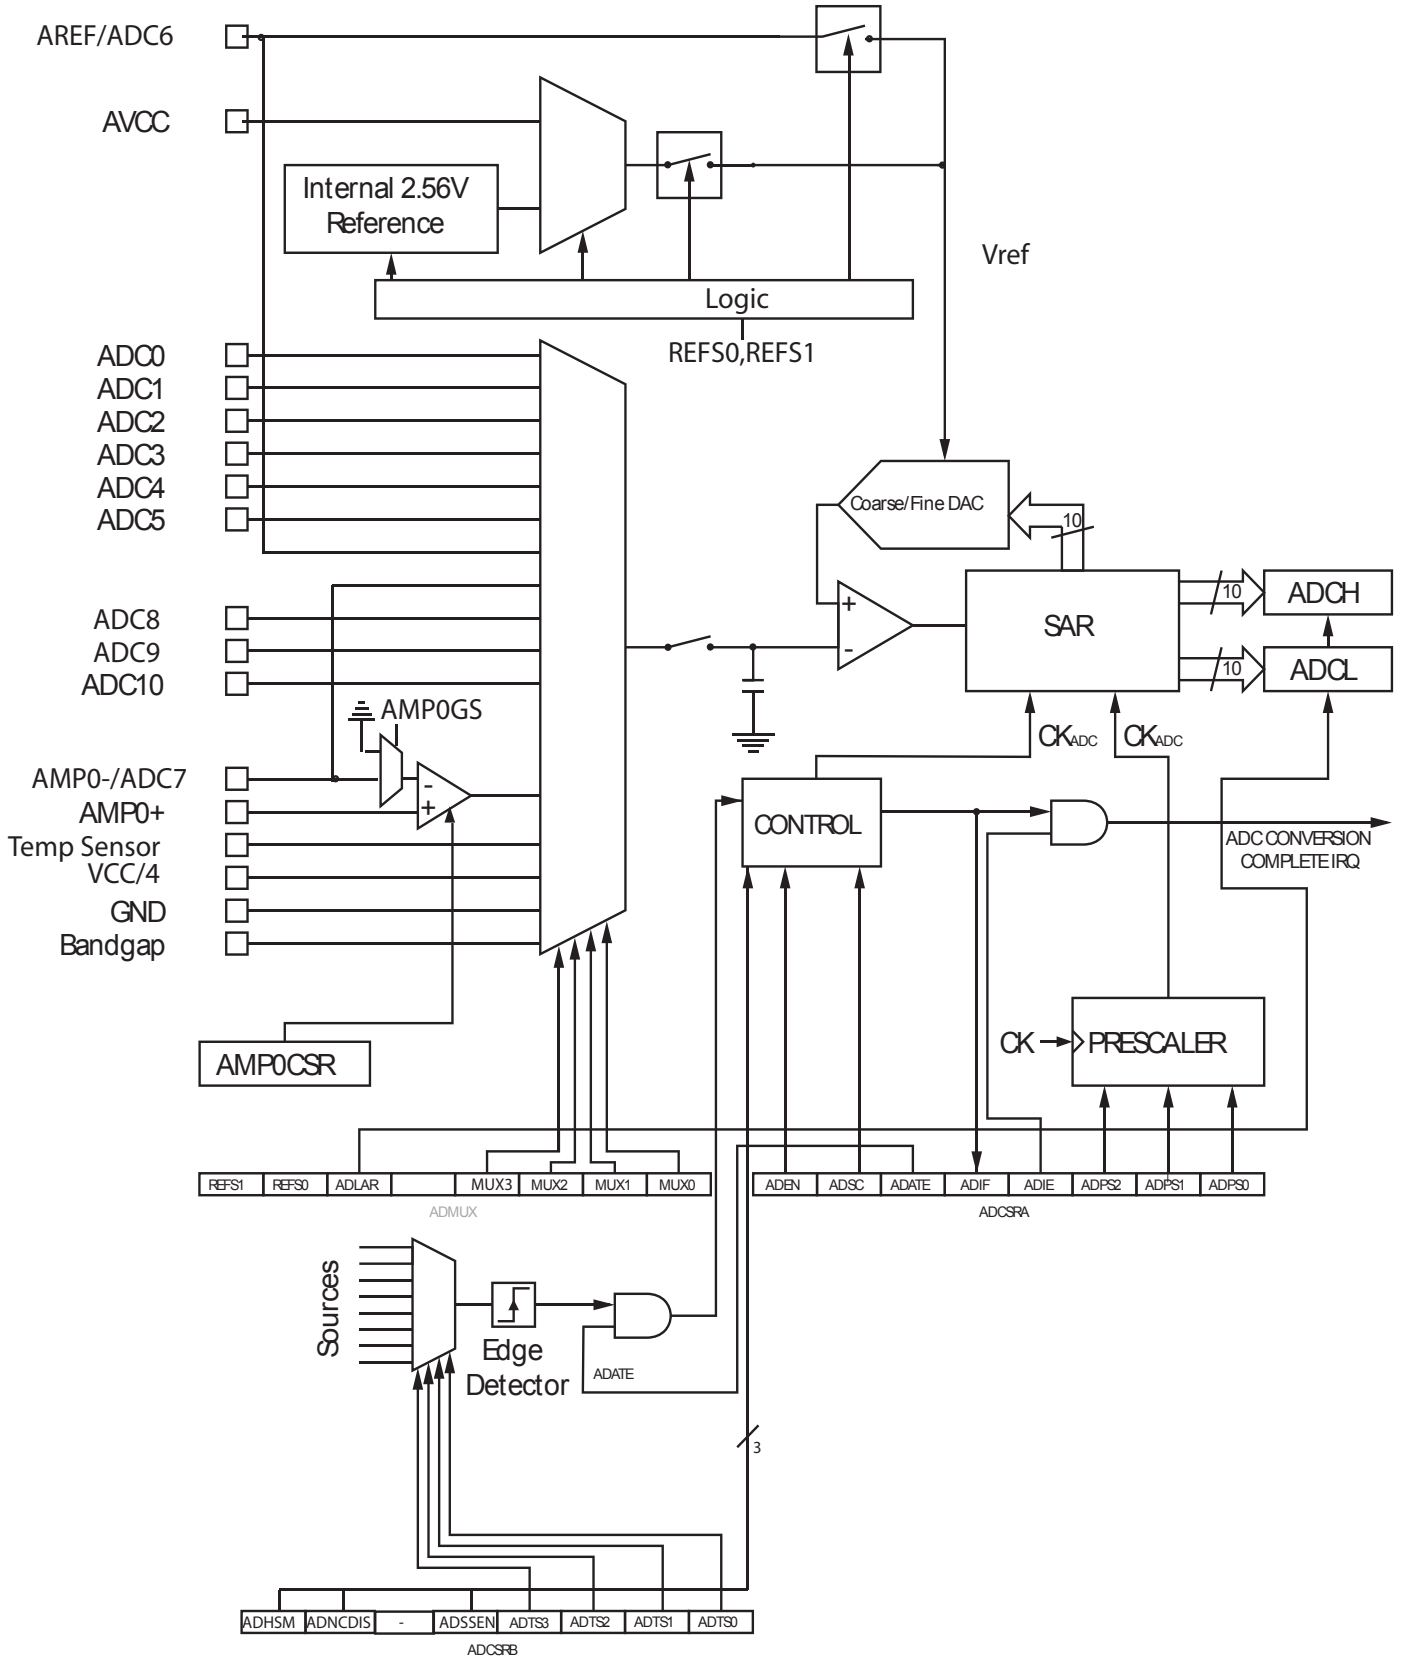 AREF/ADC6
AVCC
Internal 2.56V
Reference
Vref
Logic
REFS0,REFS1
ADC0
ADC1
ADC2
ADC3
ADC4
ADC5
Coarse/Fine DAC
10
SAR
10
ADCH
10
ADCL
ADC8
ADC9
ADC10
AMP0GS
CKADC
CKADC
AMP0-/ADC7
AMP0+
Temp Sensor
VCC/4
GND
Bandgap
+
-
-
+
CONTROL
ADC CONVERSION
COMPLETE IRQ
CK
PRESCALER
AMP0CSR
REFS1 REFS0 ADLAR MUX3 MUX2 MUX1 MUX0
ADMUX
ADEN ADSC ADATE ADIF ADIE ADPS2 ADPS1 ADPS0
ADCSRA
Sources
Edge
Detector
ADATE
3
ADHSM ADNCDIS - ADSSEN ADTS3 ADTS2 ADTS1 ADTS0
ADCSRB